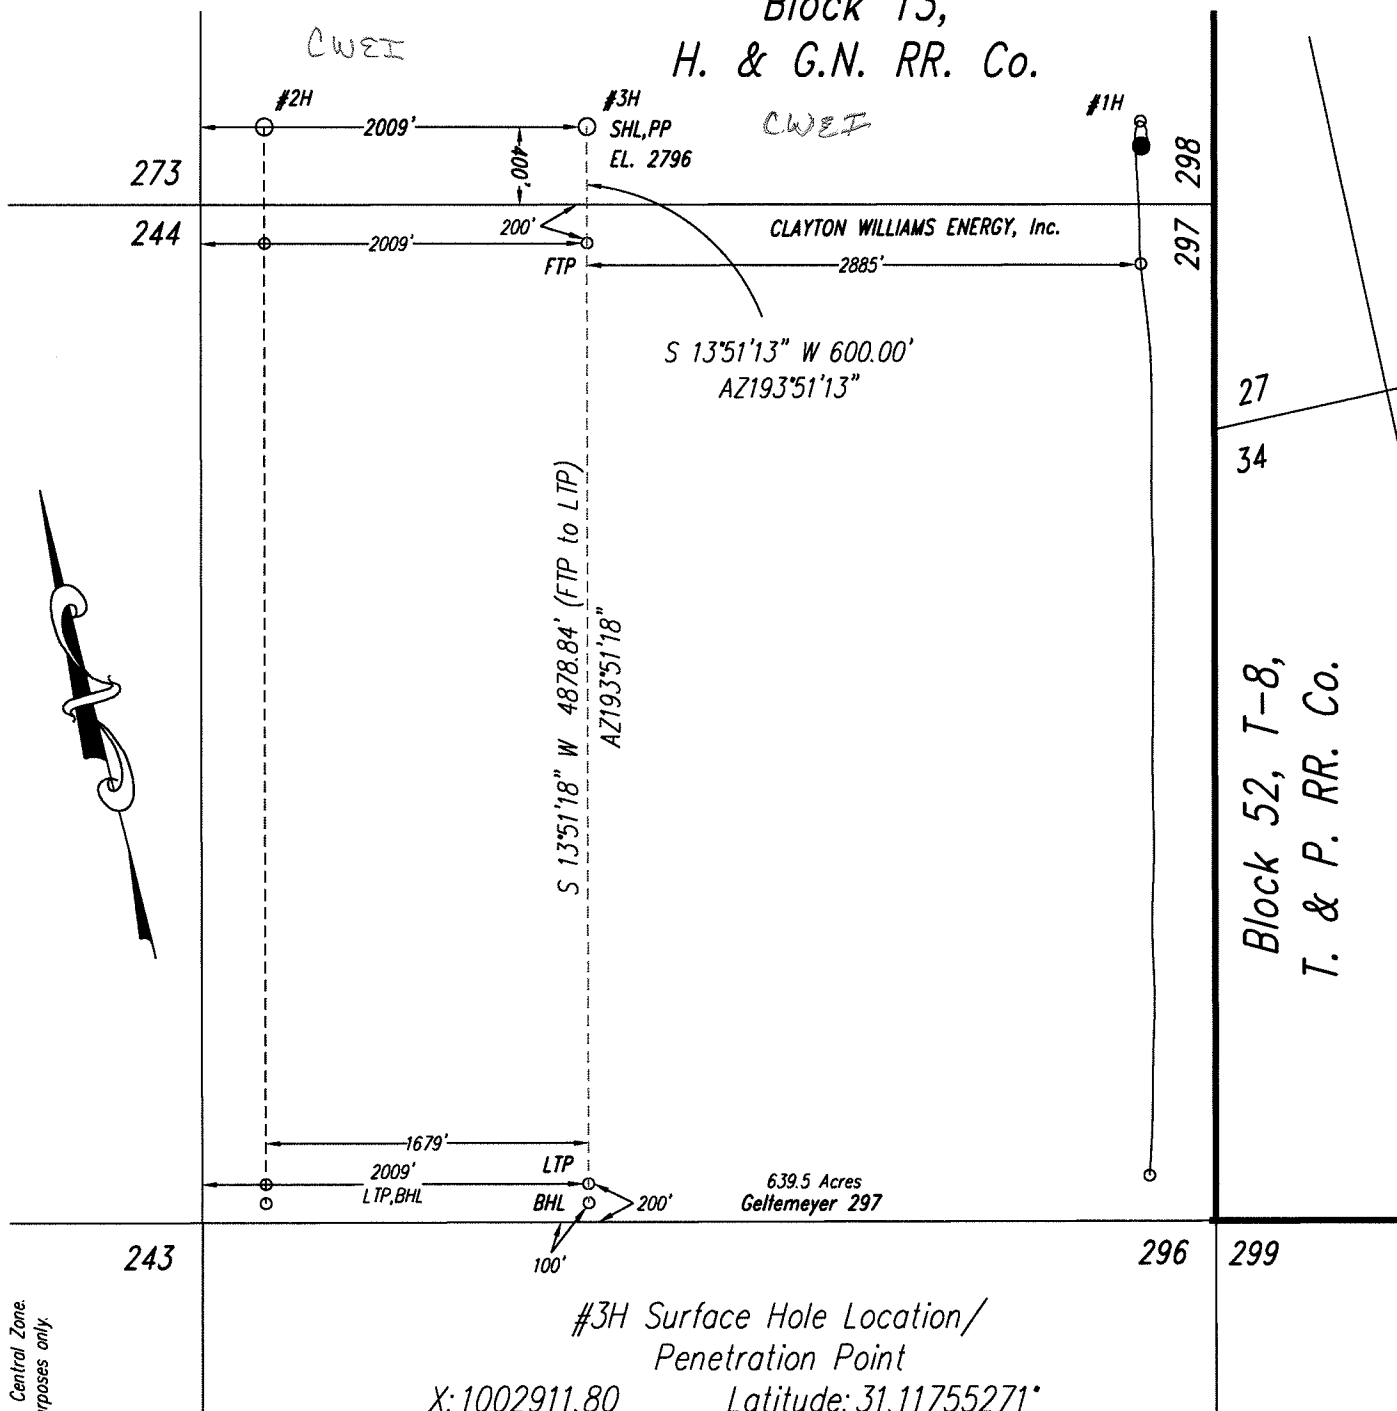 Block 13,
H. & G.N. RR. Co.
CWEI
CWEI
#2H
#3H
#1H
2009'
SHL,PP
EL. 2796
400'
273
298
244
200'
2009'
CLAYTON WILLIAMS ENERGY, Inc.
297
FTP
2885'
S 13°51'13" W 600.00'
AZ193°51'13"
27
34
S 13°51'18" W 4878.84' (FTP to LTP)
AZ193°51'18"
Block 52, T-8,
T. & P. RR. Co.
1679'
LTP
2009'
LTP,BHL
639.5 Acres
Geltemeyer 297
BHL
200'
100'
243
296
299
Central Zone.
rposes only.
#3H Surface Hole Location/
Penetration Point
X: 1002911.80 Latitude: 31.11755271°